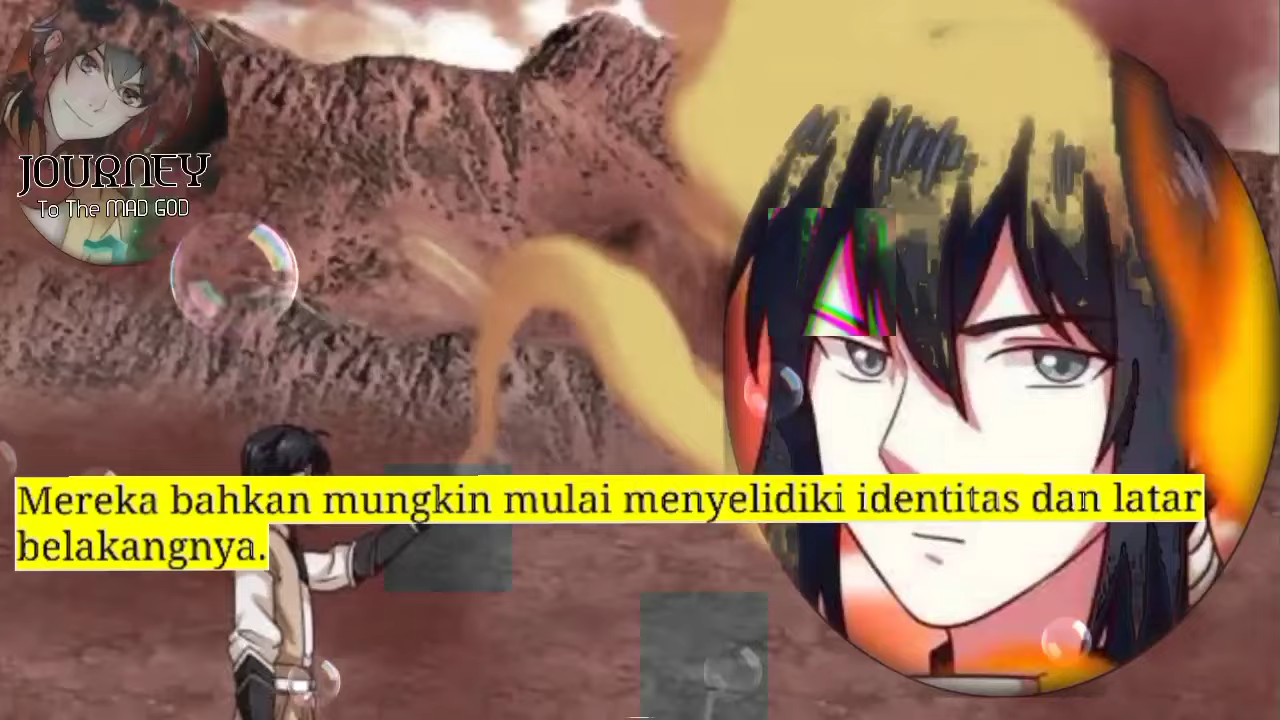 JOURNEY
To The MAD GOD
Mereka bahkan mungkin mulai menyelidiki identitas dan latar
belakangnya.